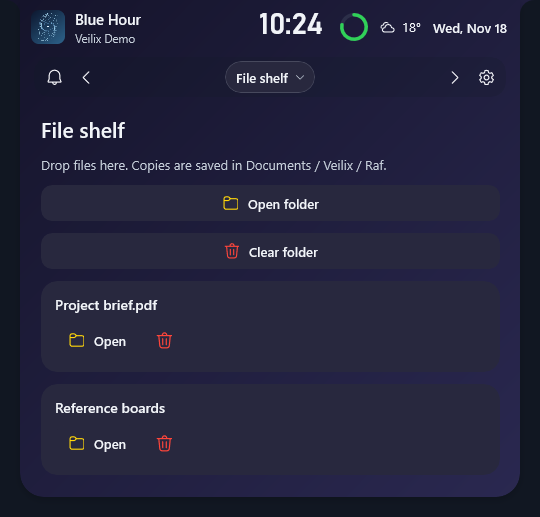 Blue Hour
Veilix Demo
10:24
18°
Wed, Nov 18
File shelf
File shelf
Drop files here. Copies are saved in Documents / Veilix / Raf.
Open folder
Clear folder
Project brief.pdf
Open
Reference boards
Open